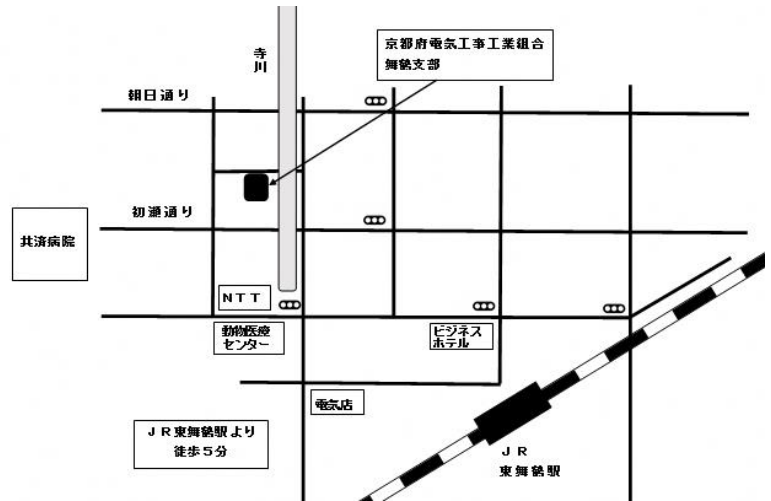 京都府電気工事工業組合
舞鶴支部
寺川
朝日通り
初瀬通り
共済病院
NTT
動物医療
センター
ビジネス
ホテル
電気店
JR東舞鶴駅より
徒歩5分
JR
東舞鶴駅